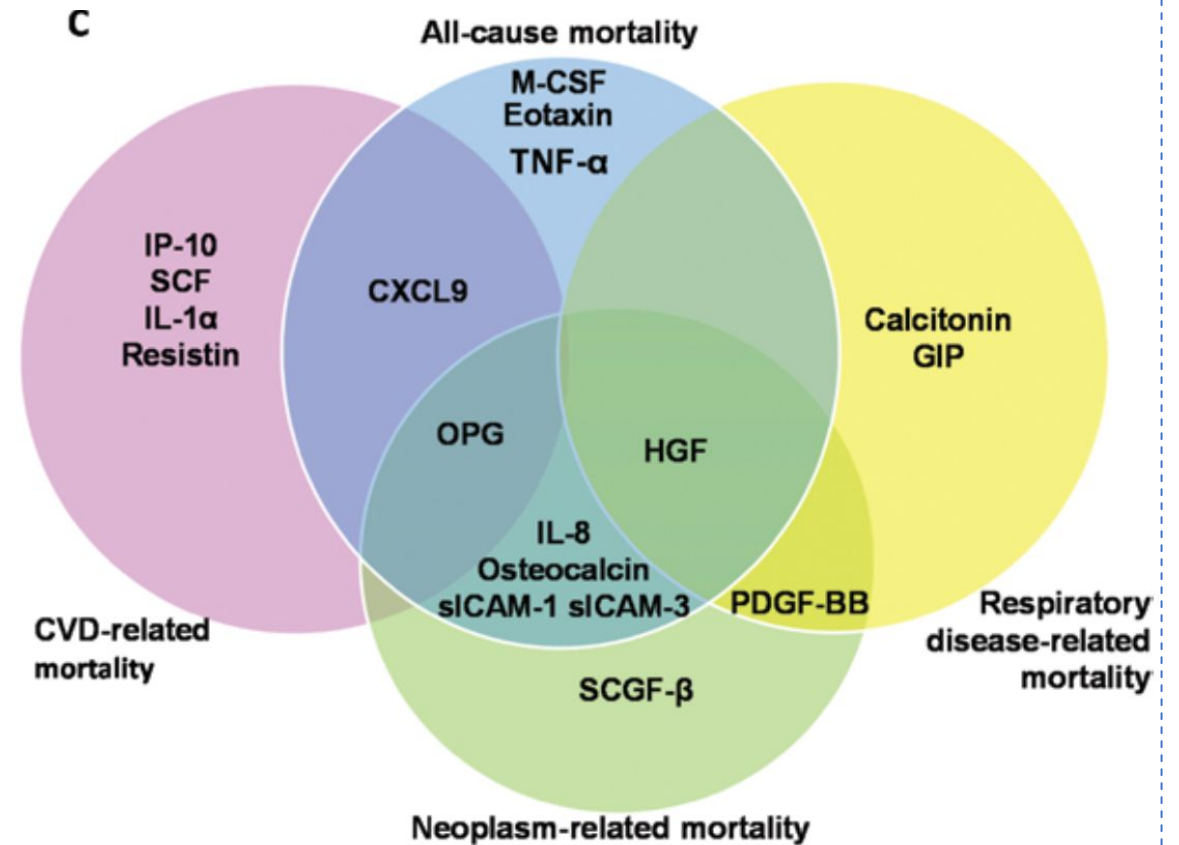 C
All-cause mortality
M-CSF
Eotaxin
TNF-α
IP-10
SCF
IL-1α
Resistin
CXCL9
Calcitonin
GIP
OPG
HGF
IL-8
Osteocalcin
sICAM-1 sICAM-3
PDGF-BB
CVD-related
mortality
Respiratory
disease-related
mortality
SCGF-β
Neoplasm-related mortality